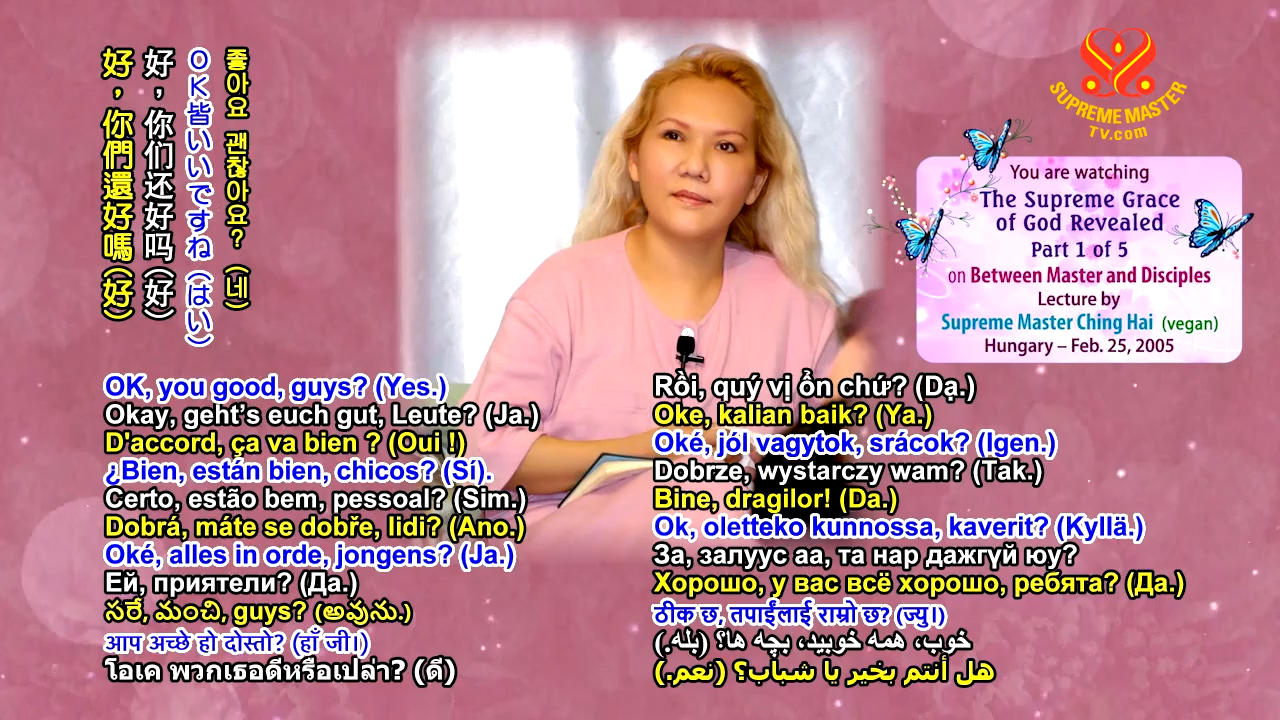 好，你們還好嗎(好)
好，你们还好吗(好)
OK皆いいですね(はい)
좋아요 괜찮아요? (네)
SUPREME MASTER
TV.com
You are watching
The Supreme Grace
of God Revealed
Part 1 of 5
on Between Master and Disciples
Lecture by
Supreme Master Ching Hai (vegan)
Hungary – Feb. 25, 2005
OK, you good, guys? (Yes.)
Okay, geht’s euch gut, Leute? (Ja.)
D'accord, ça va bien ? (Oui !)
¿Bien, están bien, chicos? (Sí).
Certo, estão bem, pessoal? (Sim.)
Dobrá, máte se dobře, lidi? (Ano.)
Oké, alles in orde, jongens? (Ja.)
Ей, приятели? (Да.)
సరే, మంచి, guys? (అవును.)
आप अच्छे हो दोस्तो? (हाँ जी।)
โอเค พวกเธอดีหรือเปล่า? (ดี)
Rồi, quý vị ổn chứ? (Dạ.)
Oke, kalian baik? (Ya.)
Oké, jól vagytok, srácok? (Igen.)
Dobrze, wystarczy wam? (Tak.)
Bine, dragilor! (Da.)
Ok, oletteko kunnossa, kaverit? (Kyllä.)
За, залуус аа, та нар дажгүй юу?
Хорошо, у вас всё хорошо, ребята? (Да.)
ठीक छ, तपाईंलाई राम्रो छ? (ज्यु।)
خوب، همه خوبید، بچه ها؟ (بله.)
هل أنتم بخير يا شباب؟ (نعم.)